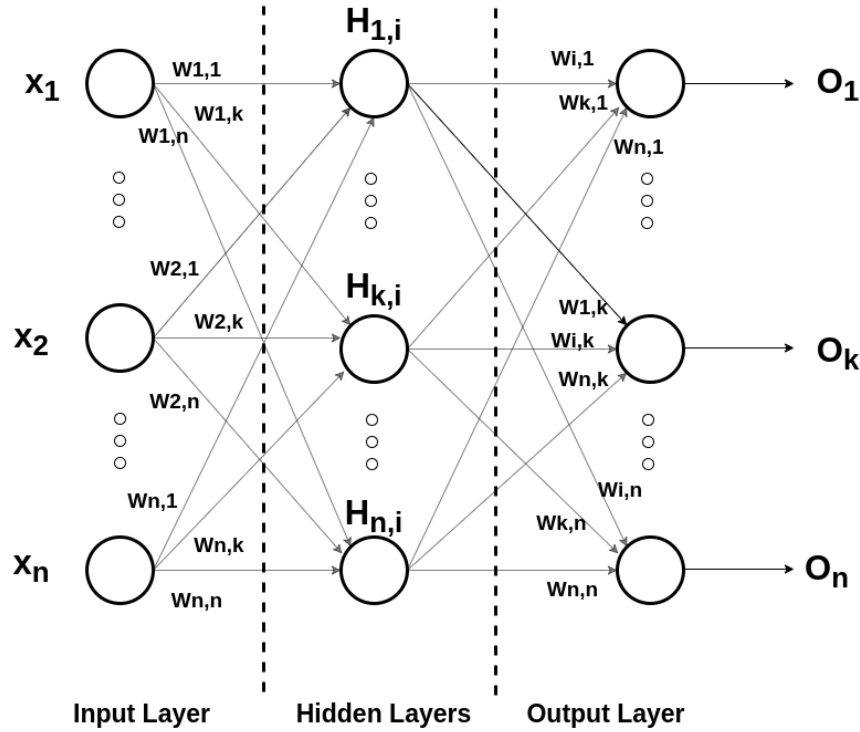 H1,i
x1
W1,1
Wi,1
O1
W1,k
Wk,1
W1,n
Wn,1
W2,1
Hk,i
W1,k
x2
W2,k
Wi,k
Ok
W2,n
Wn,k
Wn,1
Hn,i
Wi,n
Wn,k
Wk,n
xn
Wn,n
Wn,n
On
Input Layer
Hidden Layers
Output Layer